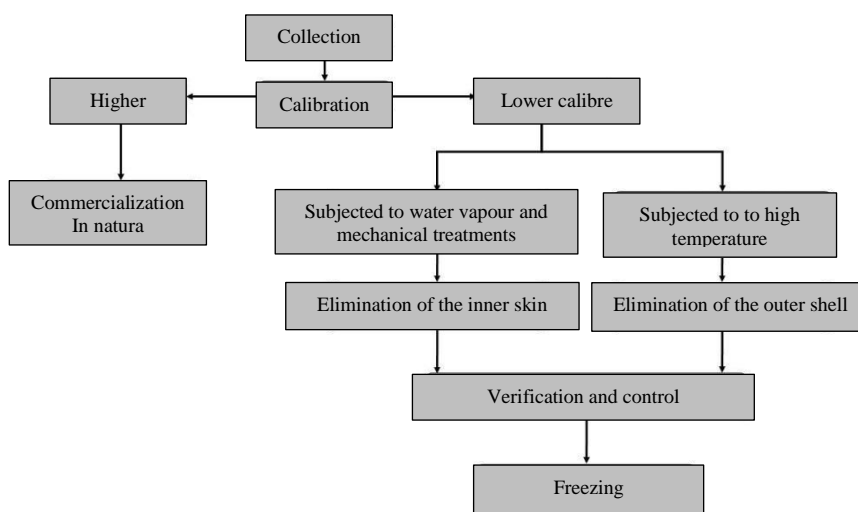 Collection
Higher
Calibration
Lower calibre
Commercialization
In natura
Subjected to water vapour and
mechanical treatments
Subjected to to high
temperature
Elimination of the inner skin
Elimination of the outer shell
Verification and control
Freezing